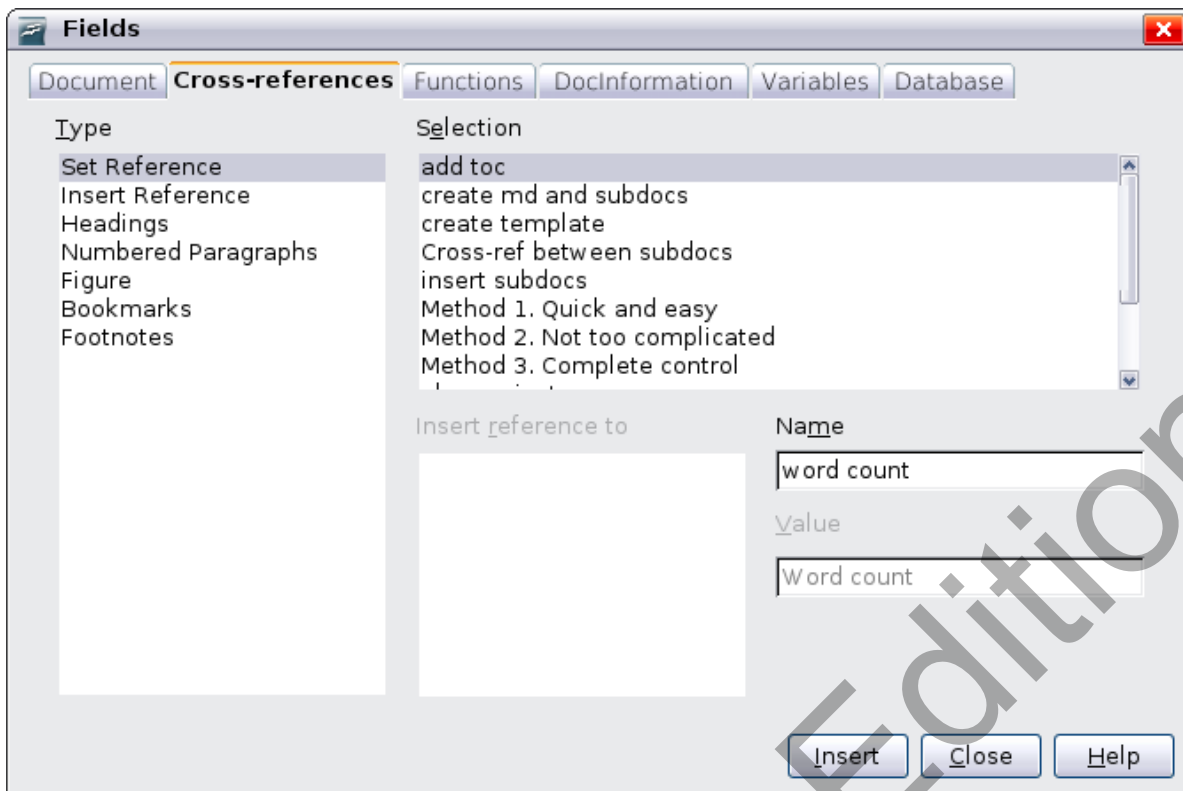 Fields
Document Cross-references Functions DocInformation Variables Database
Type
Set Reference
Insert Reference
Headings
Numbered Paragraphs
Figure
Bookmarks
Footnotes
Selection
add toc
create md and subdocs
create template
Cross-ref between subdocs
insert subdocs
Method 1. Quick and easy
Method 2. Not too complicated
Method 3. Complete control
Insert reference to
Name
word count
Value
Word count
Insert Close Help
Edition